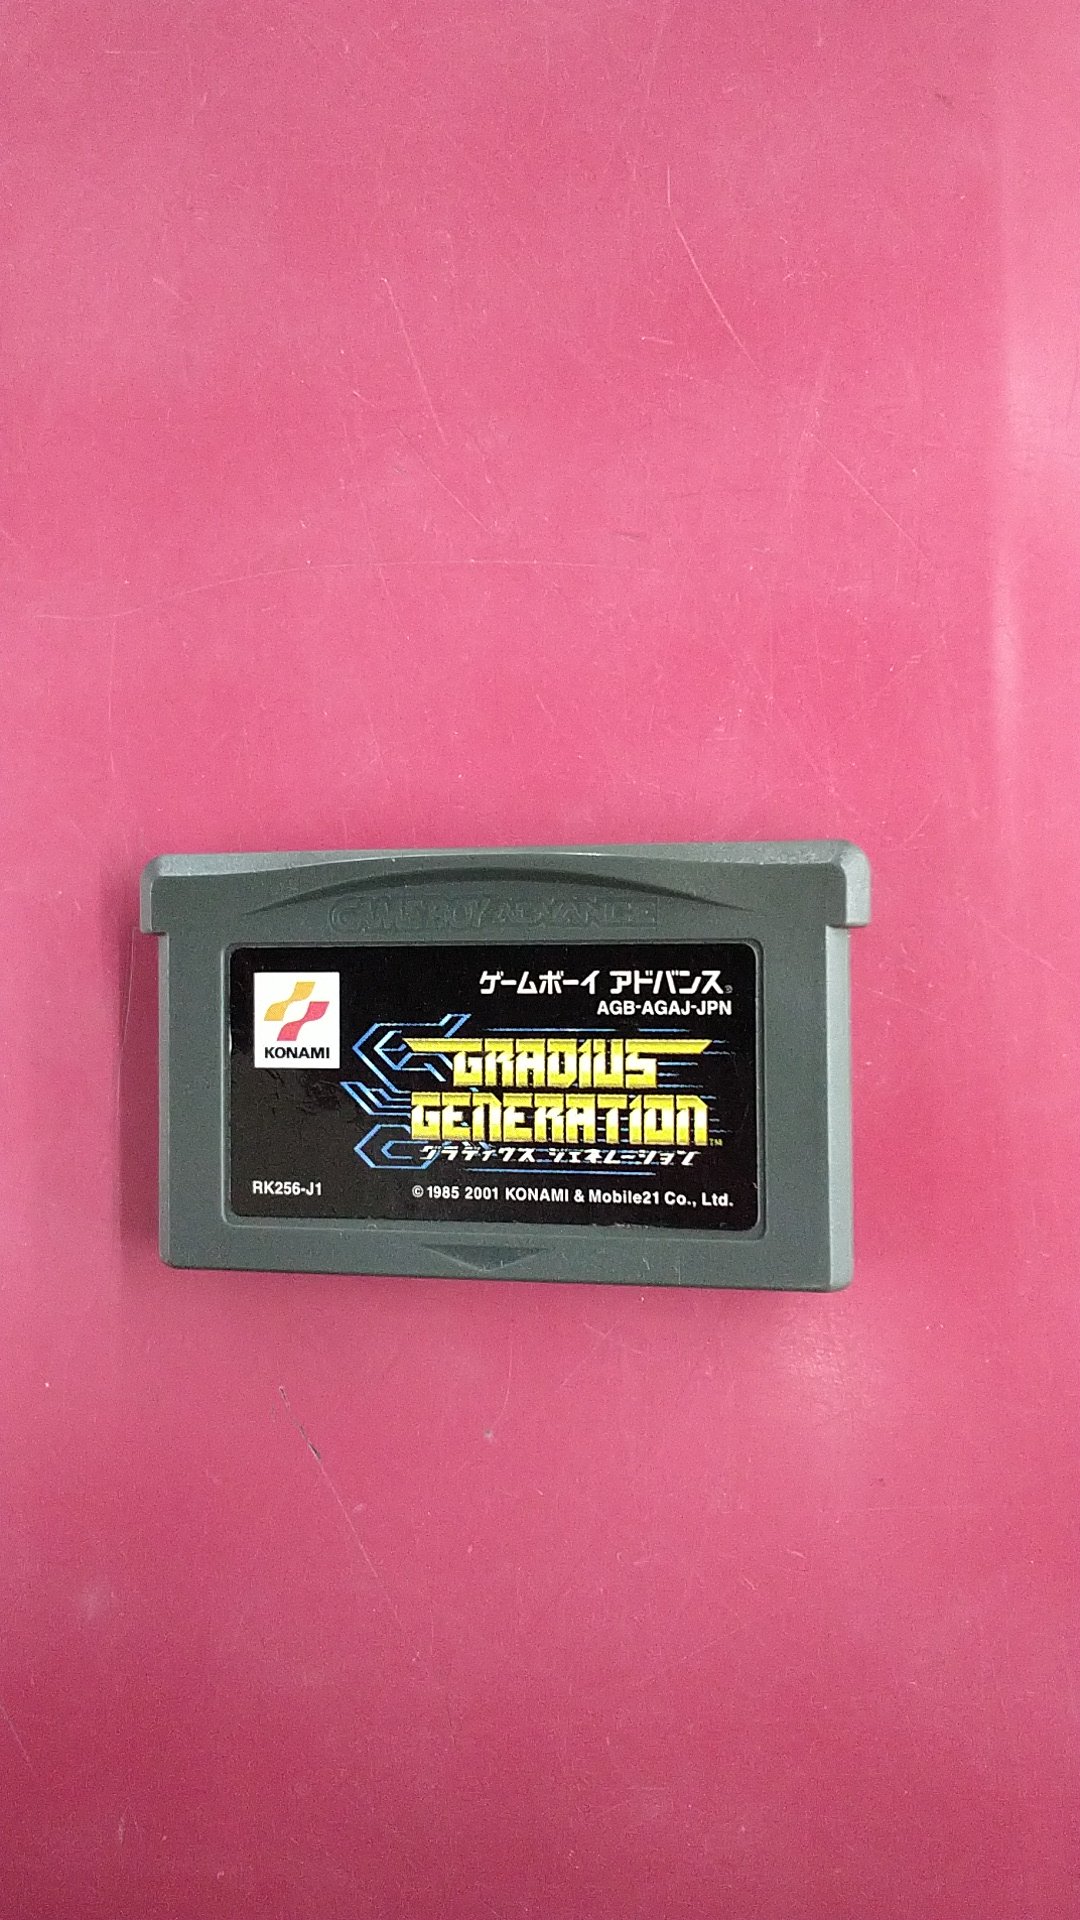 GAME BOY ADVANCE
KONAMI
ゲームボーイ アドバンス®
AGB-AGAJ-JPN
GRADIUS
GENERATION™
グラディウス ジェネレーション
RK256-J1
© 1985 2001 KONAMI & Mobile21 Co., Ltd.